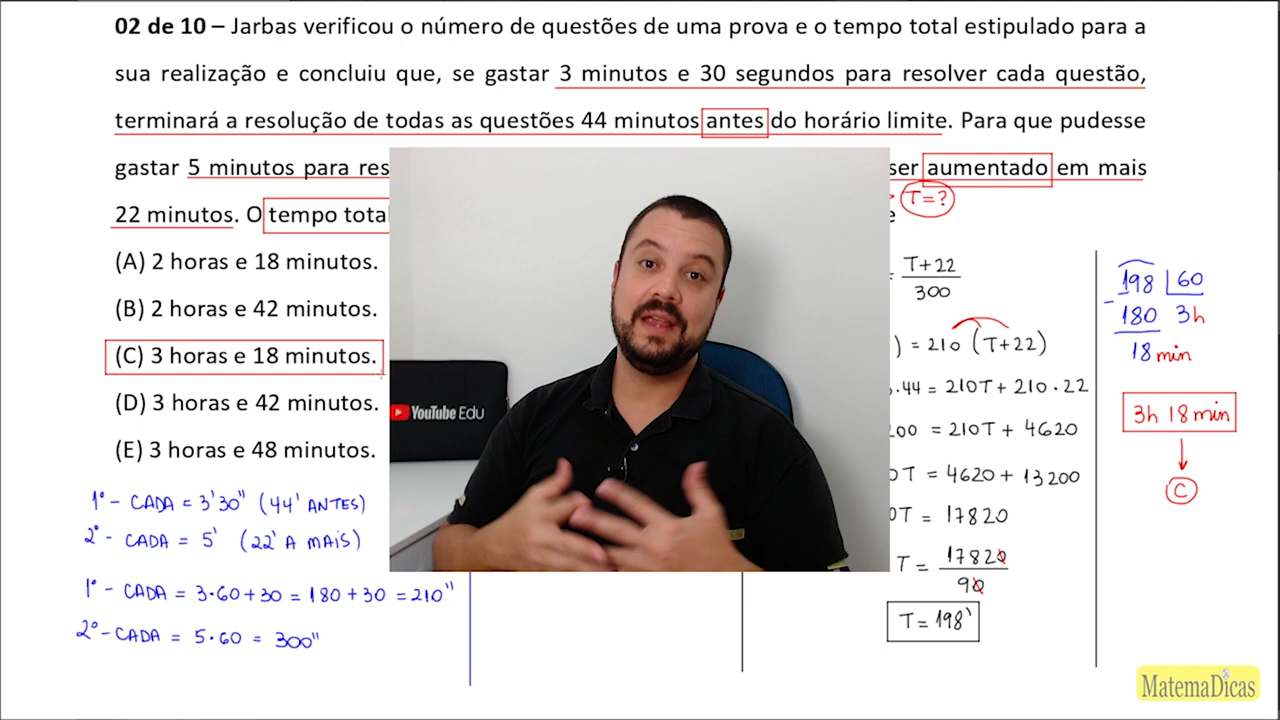 02 de 10 – Jarbas verificou o número de questões de uma prova e o tempo total estipulado para a
sua realização e concluiu que, se gastar 3 minutos e 30 segundos para resolver cada questão,
terminará a resolução de todas as questões 44 minutos antes do horário limite. Para que pudesse
gastar 5 minutos para res ser aumentado em mais
T=?
22 minutos. O tempo total
(A) 2 horas e 18 minutos.
(B) 2 horas e 42 minutos.
(C) 3 horas e 18 minutos.
(D) 3 horas e 42 minutos.
(E) 3 horas e 48 minutos.
1º - CADA = 3'30" (44' ANTES)
2º - CADA = 5' (22' A MAIS)
1º - CADA = 3·60+30 = 180+30 = 210"
2º - CADA = 5·60 = 300"
YouTube Edu
= T+22
300
) = 210 (T+22)
.44 = 210T + 210.22
200 = 210T + 4620
0T = 4620 + 13200
0T = 17820
T = 17820
90
T = 198'
198 60
- 180 3h
18 min
3h 18 min
C
MatemaDicas